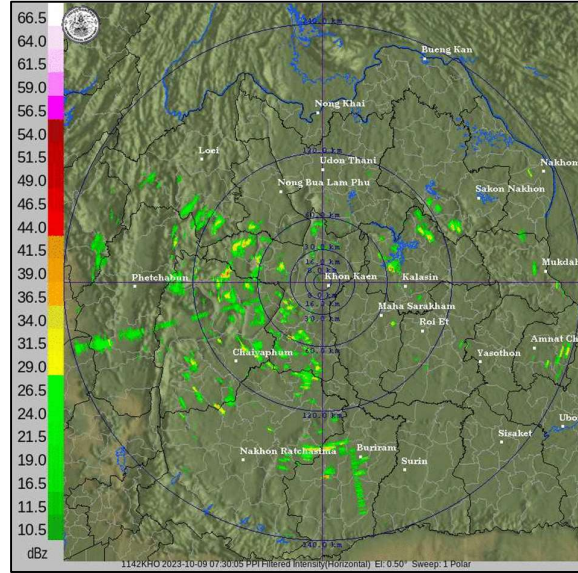 66.5
64.0
61.5
59.0
56.5
54.0
51.5
49.0
46.5
44.0
41.5
39.0
36.5
34.0
31.5
29.0
26.5
24.0
21.5
19.0
16.5
11.5
10.5
dBz
Bueng Kan
Nong Khai
Loei
Udon Thani
Nakhon
Nong Bua Lam Phu
Sakon Nakhon
Mukdah
Phetchabun
Khon Kaen
Kalasin
Maha Sarakham
Roi Et
Amnat Ch
Chaiyaphum
Yasothon
Ubo
Sisaket
Nakhon Ratchasima
Buriram
Surin
1142KHO 2023-10-09 07:30:05 PPI Filtered Intensity(Horizontal) El: 0.50° Sweep: 1 Polar